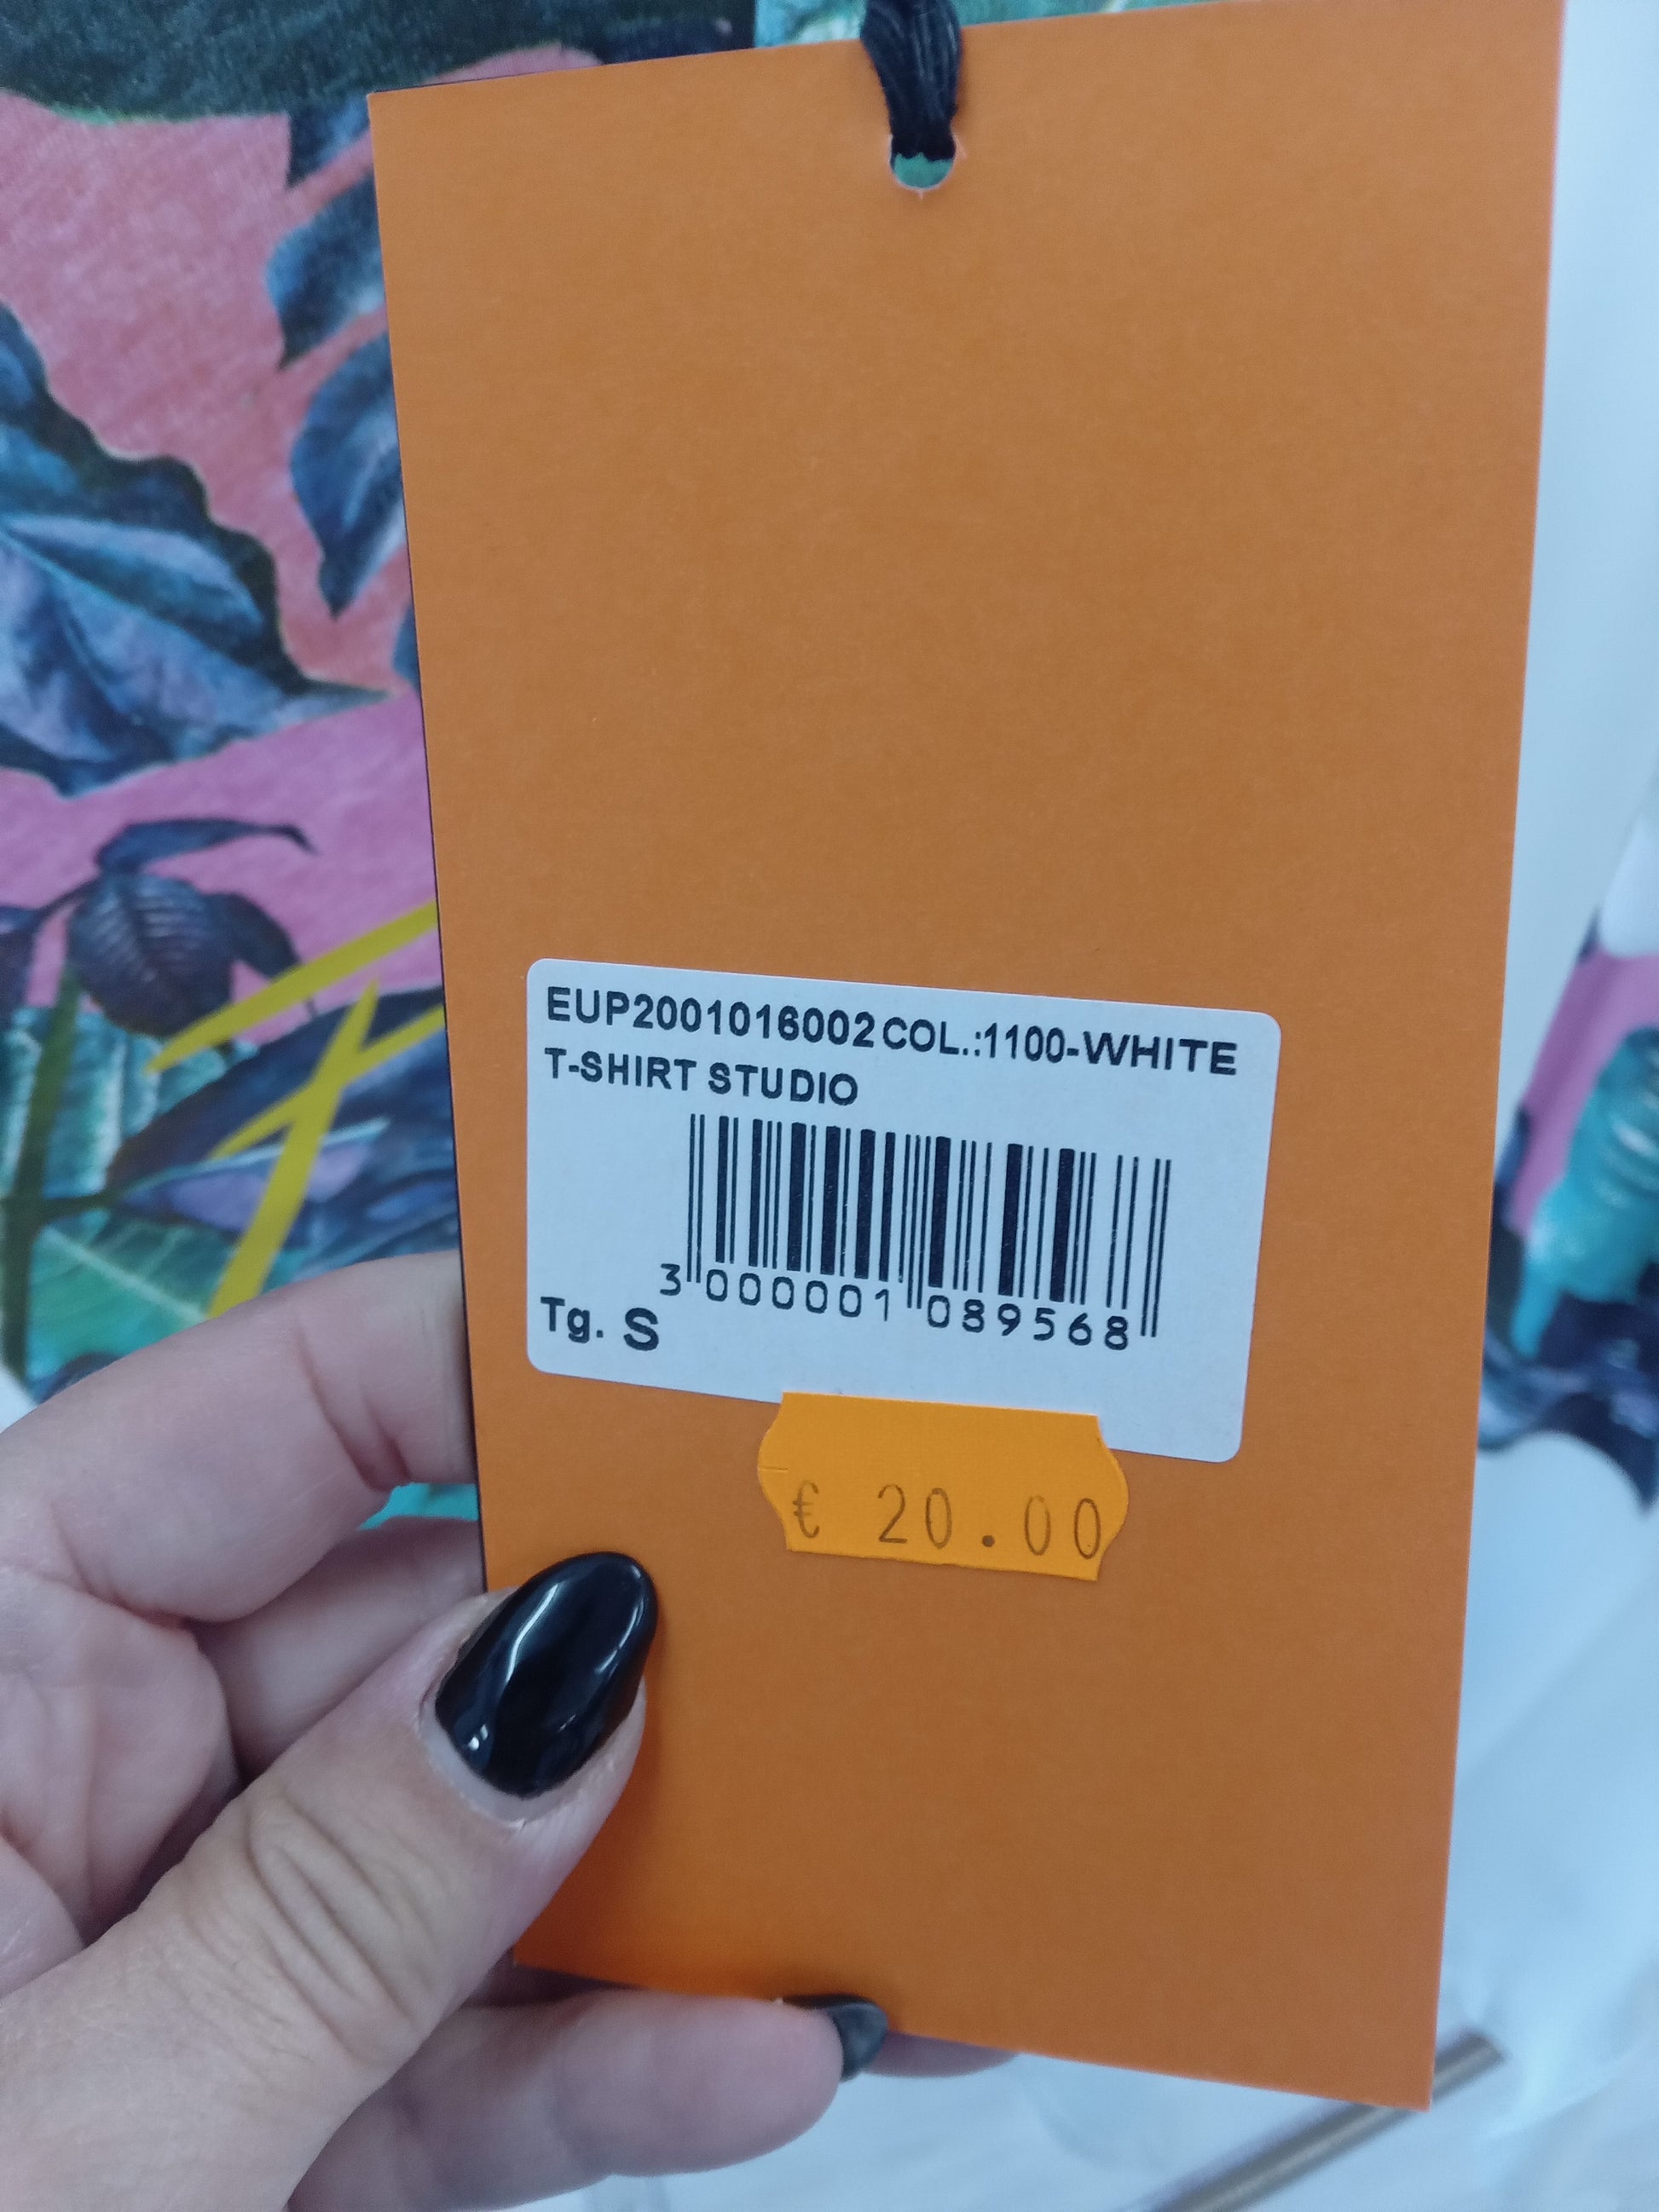 EUP2001016002 COL.:1100-WHITE
T-SHIRT STUDIO
3 000001 089568
Tg. S
€ 20.00